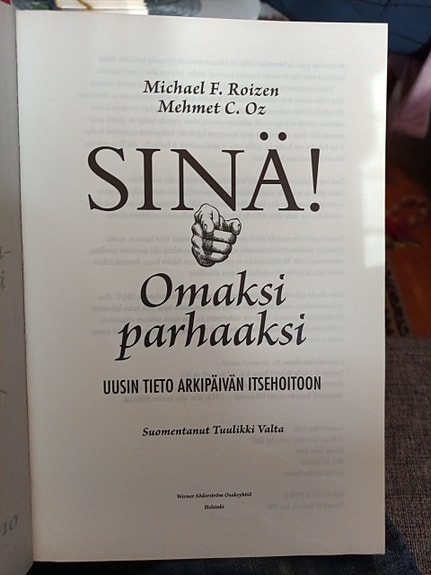 Michael F. Roizen
Mehmet C. Oz
SINÄ!
Omaksi
parhaaksi
UUSIN TIETO ARKIPÄIVÄN ITSEHOITOON
Suomentanut Tuulikki Valta
Werner Söderström Osakeyhtiö
Helsinki